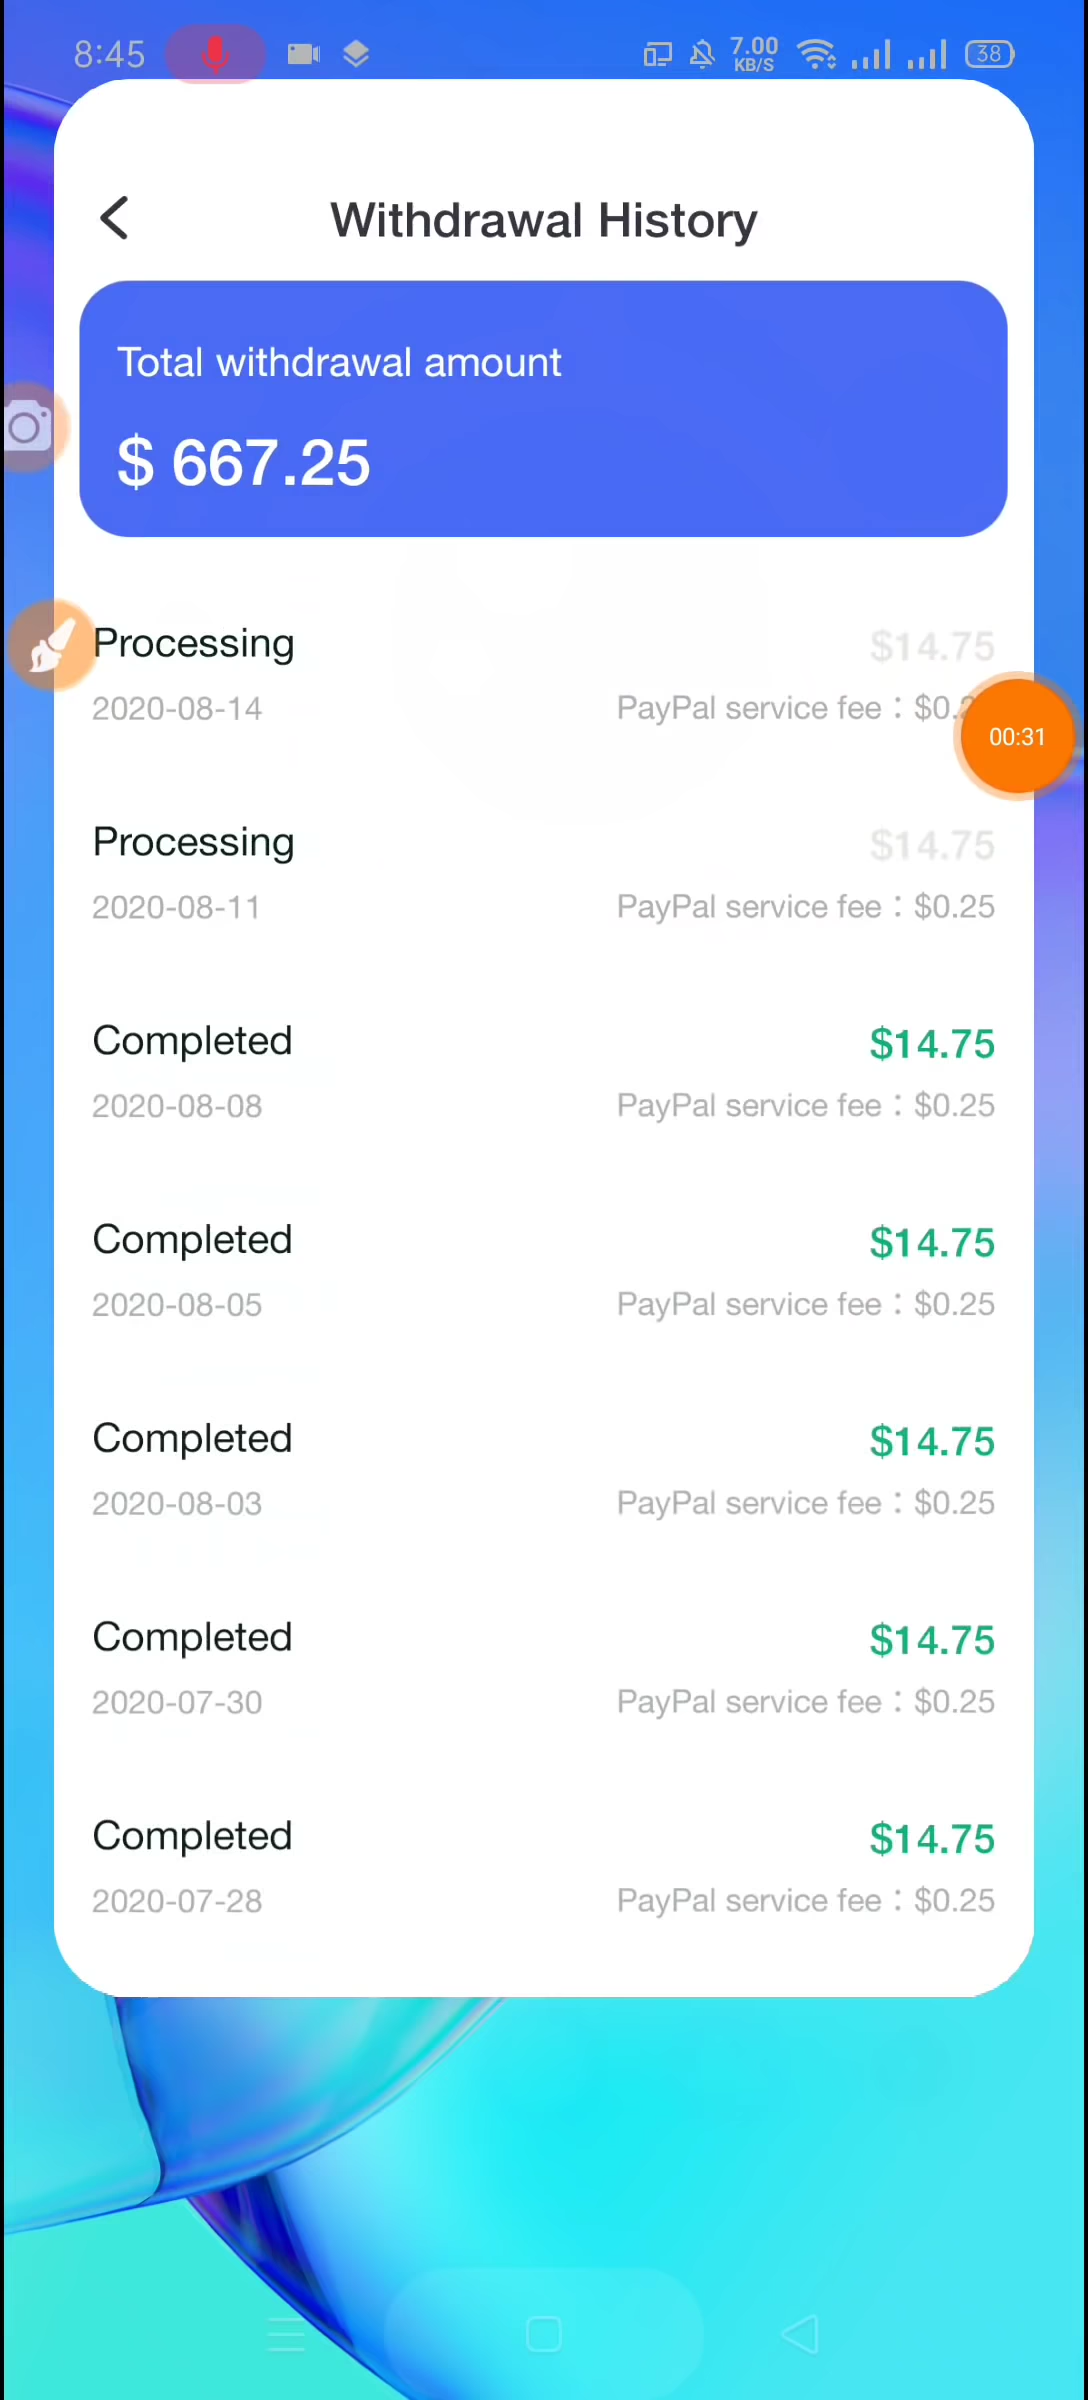 8:45
7.00
KB/S
38
Withdrawal History
Total withdrawal amount
$ 667.25
Processing
$14.75
2020-08-14
PayPal service fee : $0.
00:31
Processing
$14.75
2020-08-11
PayPal service fee : $0.25
Completed
$14.75
2020-08-08
PayPal service fee : $0.25
Completed
$14.75
2020-08-05
PayPal service fee : $0.25
Completed
$14.75
2020-08-03
PayPal service fee : $0.25
Completed
$14.75
2020-07-30
PayPal service fee : $0.25
Completed
$14.75
2020-07-28
PayPal service fee : $0.25